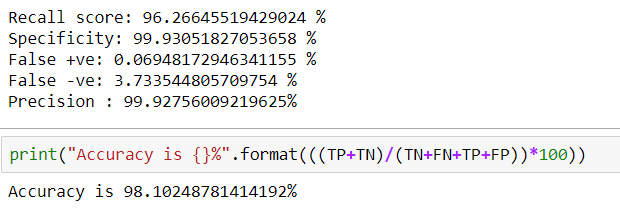 Recall score: 96.26645519429024 %
Specificity: 99.93051827053658 %
False +ve: 0.06948172946341155 %
False -ve: 3.733544805709754 %
Precision : 99.92756009219625%
print("Accuracy is {}%".format(((TP+TN)/(TN+FN+TP+FP))*100))
Accuracy is 98.10248781414192%